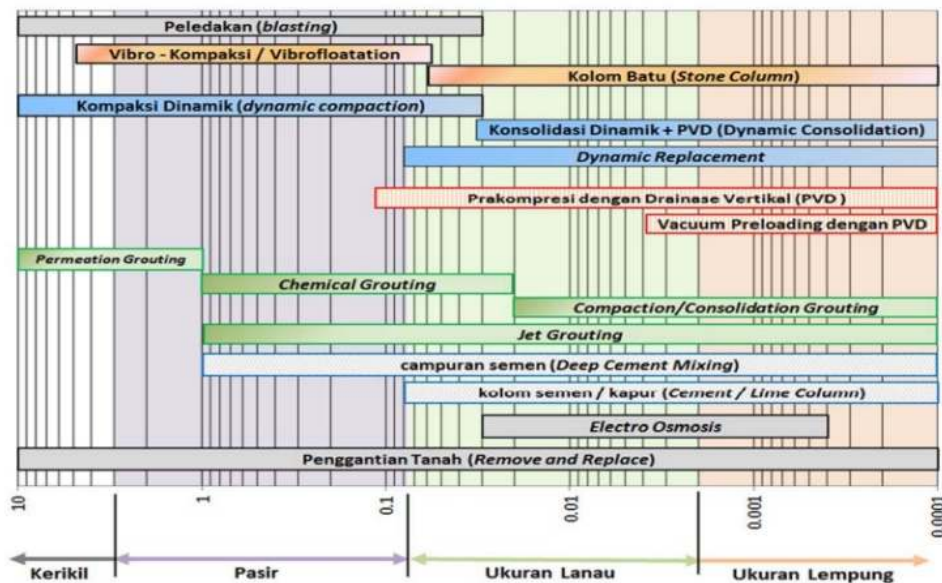 Peledakan (blasting)
Vibro - Kompaksi / Vibrofloatation
Kolom Batu (Stone Column)
Kompaksi Dinamik (dynamic compaction)
Konsolidasi Dinamik + PVD (Dynamic Consolidation)
Dynamic Replacement
Prakompresi dengan Drainase Vertikal (PVD )
Vacuum Preloading dengan PVD
Permeation Grouting
Chemical Grouting
Compaction/Consolidation Grouting
Jet Grouting
campuran semen (Deep Cement Mixing)
kolom semen / kapur (Cement / Lime Column)
Electro Osmosis
Penggantian Tanah (Remove and Replace)
10 1 0.1 0.01 0.001 0.0001
Kerikil Pasir Ukuran Lanau Ukuran Lempung